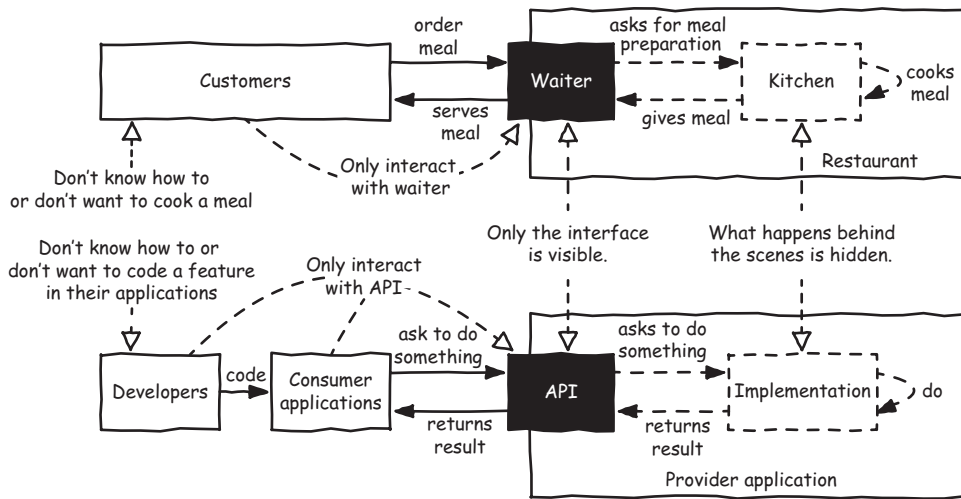 order
meal
asks for meal
preparation
Customers
Waiter
Kitchen
cooks
meal
serves
meal
gives meal
Only interact
with waiter
Restaurant
Don't know how to
or don't want to cook a meal
Only the interface
is visible.
What happens behind
the scenes is hidden.
Don't know how to or
don't want to code a feature
in their applications
Only interact
with API
ask to do
something
asks to do
something
Developers
code
Consumer
applications
API
Implementation
do
returns
result
returns
result
Provider application